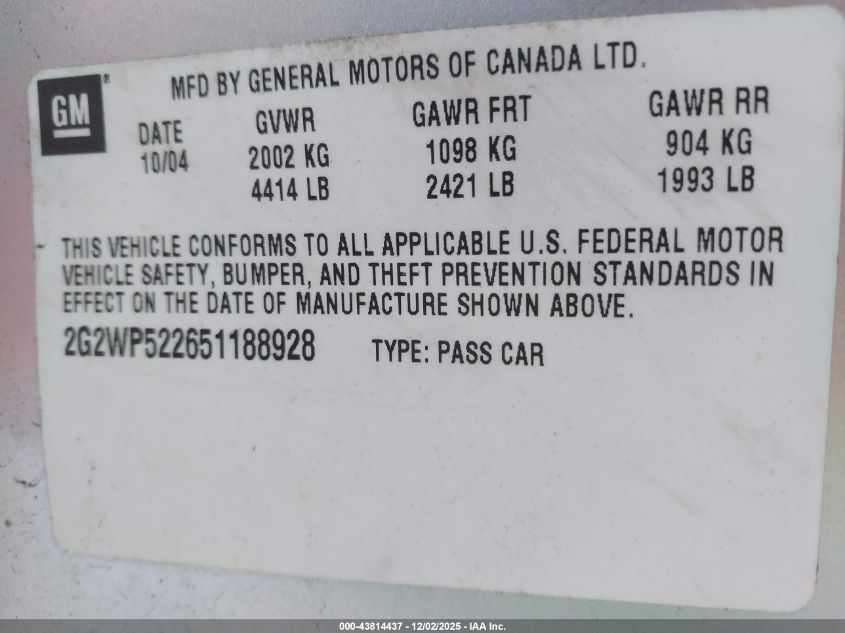 MFD BY GENERAL MOTORS OF CANADA LTD.
GM®
DATE GVWR GAWR FRT GAWR RR
10/04 2002 KG 1098 KG 904 KG
4414 LB 2421 LB 1993 LB
THIS VEHICLE CONFORMS TO ALL APPLICABLE U.S. FEDERAL MOTOR
VEHICLE SAFETY, BUMPER, AND THEFT PREVENTION STANDARDS IN
EFFECT ON THE DATE OF MANUFACTURE SHOWN ABOVE.
2G2WP522651188928 TYPE: PASS CAR
000-43814437 - 12/02/2025 - IAA Inc.